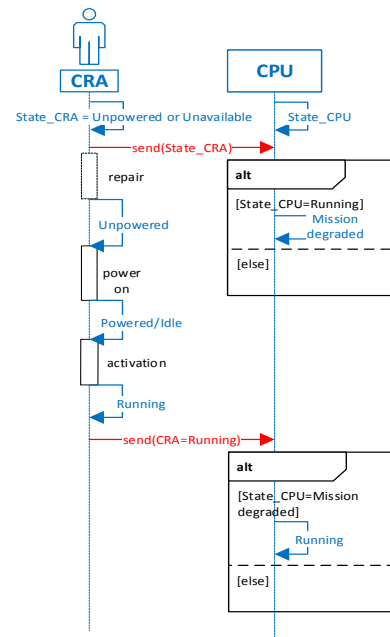 CRA
CPU
State_CRA = Unpowered or Unavailable
State_CPU
send(State_CRA)
repair
alt
[State_CPU=Running]
Mission
degraded
Unpowered
[else]
power
on
Powered/Idle
activation
Running
send(CRA=Running)
alt
[State_CPU=Mission
degraded]
Running
[else]